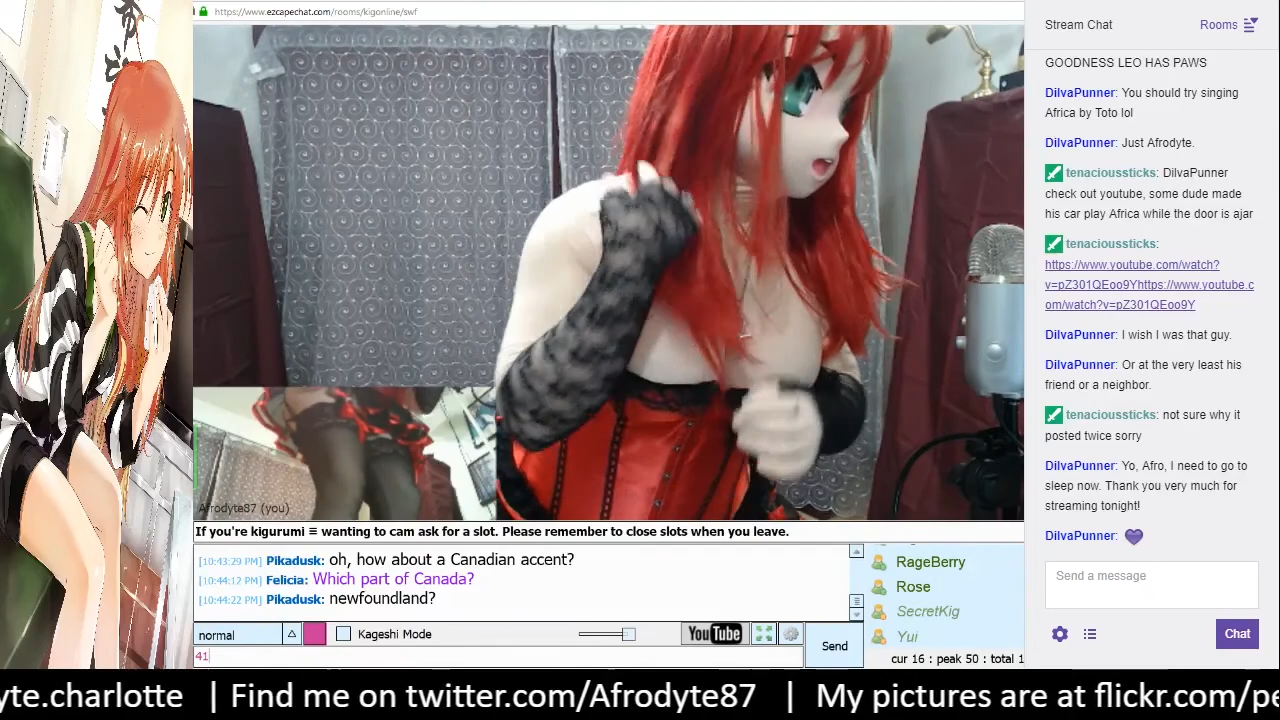 https://www.ezcapechat.com/rooms/kigonline/swf
Afrodyte87 (you)
If you're kigurumi ≡ wanting to cam ask for a slot. Please remember to close slots when you leave.
[10:43:29 PM] Pikadusk: oh, how about a Canadian accent?
[10:44:12 PM] Felicia: Which part of Canada?
[10:44:22 PM] Pikadusk: newfoundland?
normal
Kageshi Mode
YouTube
Send
41
RageBerry
Rose
SecretKig
Yui
cur 16 : peak 50 : total 1
Stream Chat
Rooms
GOODNESS LEO HAS PAWS
DilvaPunner: You should try singing
Africa by Toto lol
DilvaPunner: Just Afrodyte.
tenaciousssticks: DilvaPunner
check out youtube, some dude made
his car play Africa while the door is ajar
tenaciousssticks:
https://www.youtube.com/watch?
v=pZ301QEoo9Yhttps://www.youtube.c
om/watch?v=pZ301QEoo9Y
DilvaPunner: I wish I was that guy.
DilvaPunner: Or at the very least his
friend or a neighbor.
tenaciousssticks: not sure why it
posted twice sorry
DilvaPunner: Yo, Afro, I need to go to
sleep now. Thank you very much for
streaming tonight!
DilvaPunner:
Send a message
Chat
yte.charlotte | Find me on twitter.com/Afrodyte87 | My pictures are at flickr.com/pe